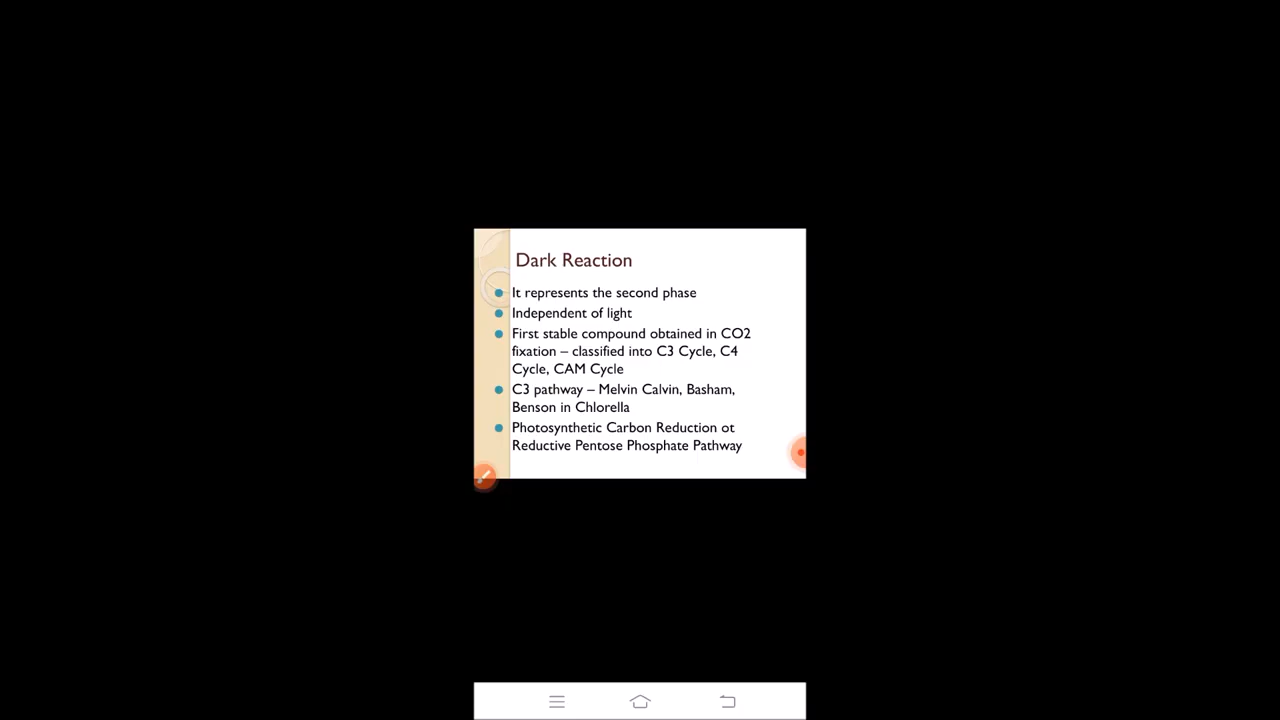 Dark Reaction
It represents the second phase
Independent of light
First stable compound obtained in CO2
fixation – classified into C3 Cycle, C4
Cycle, CAM Cycle
C3 pathway – Melvin Calvin, Basham,
Benson in Chlorella
Photosynthetic Carbon Reduction ot
Reductive Pentose Phosphate Pathway